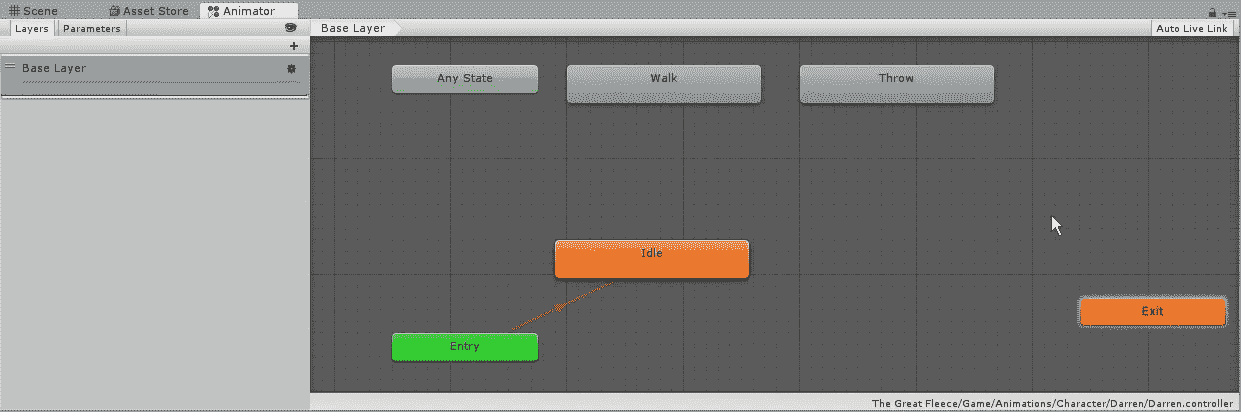 Scene Asset Store Animator
Layers Parameters Base Layer Auto Live Link
+
Base Layer
Any State Walk Throw
Idle
Exit
Entry
The Great Fleece/Game/Animations/Character/Darren/Darren.controller